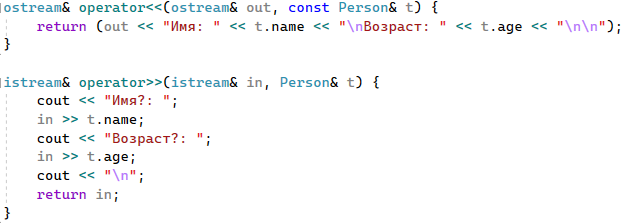 ostream& operator<<(ostream& out, const Person& t) {
return (out << "Имя: " << t.name << "\nВозраст: " << t.age << "\n\n");
}
istream& operator>>(istream& in, Person& t) {
cout << "Имя?: ";
in >> t.name;
cout << "Возраст?: ";
in >> t.age;
cout << "\n";
return in;
}